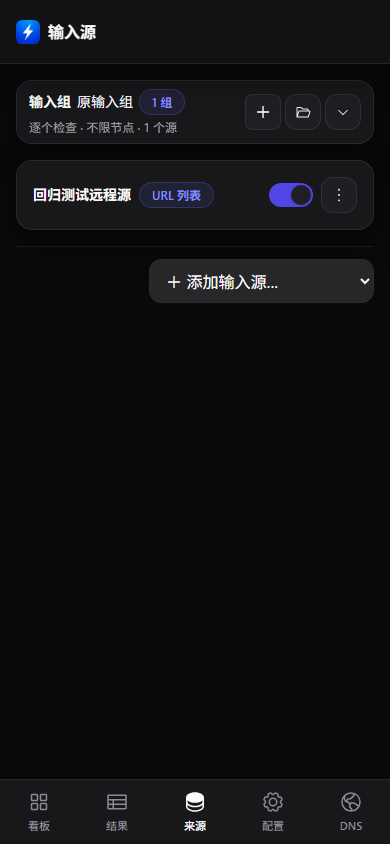 输入源
输入组 原输入组 1 组
逐个检查 · 不限节点 · 1 个源
回归测试远程源 URL 列表
＋ 添加输入源...
看板 结果 来源 配置 DNS